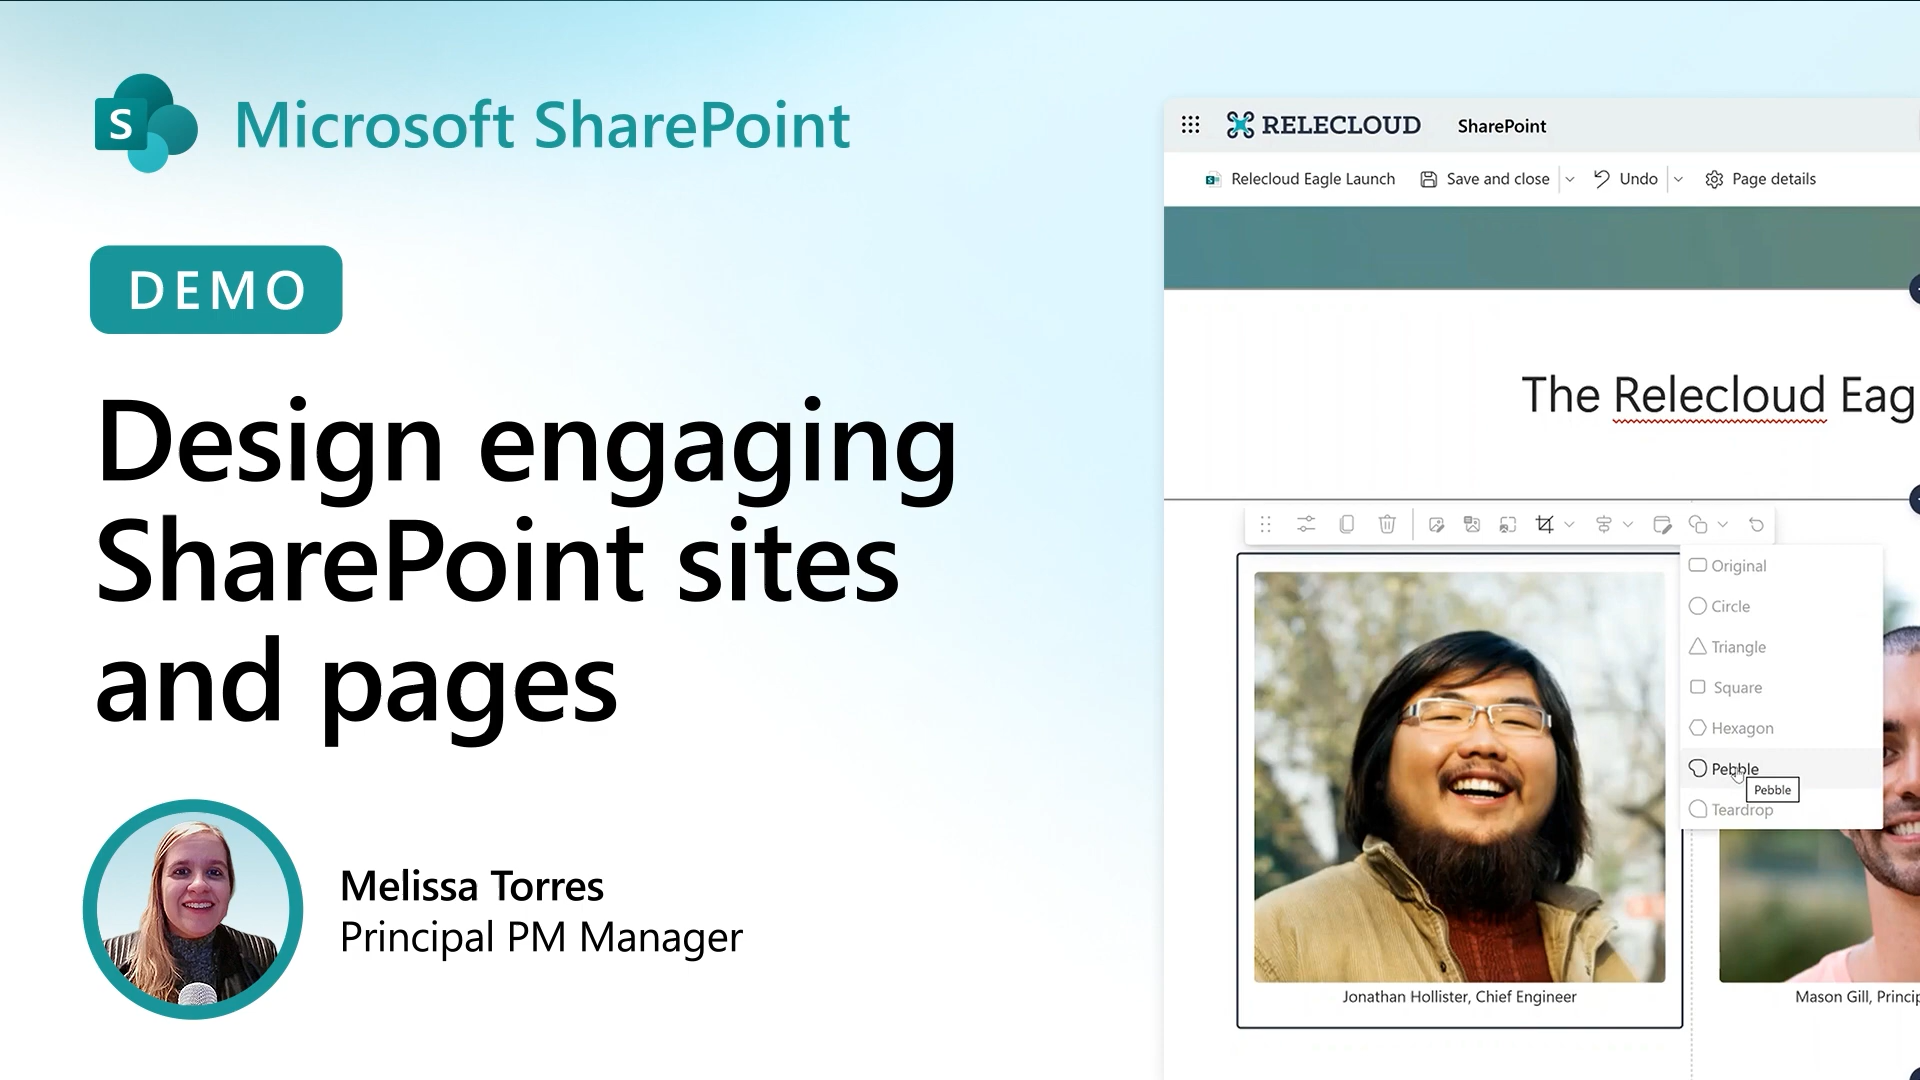 S
Microsoft SharePoint
DEMO
Design engaging
SharePoint sites
and pages
Melissa Torres
Principal PM Manager
RELECLOUD SharePoint
S Relecloud Eagle Launch Save and close Undo Page details
The Relecloud Eag
Original
Circle
Triangle
Square
Hexagon
Pebble
Pebble
Teardrop
Jonathan Hollister, Chief Engineer
Mason Gill, Princip